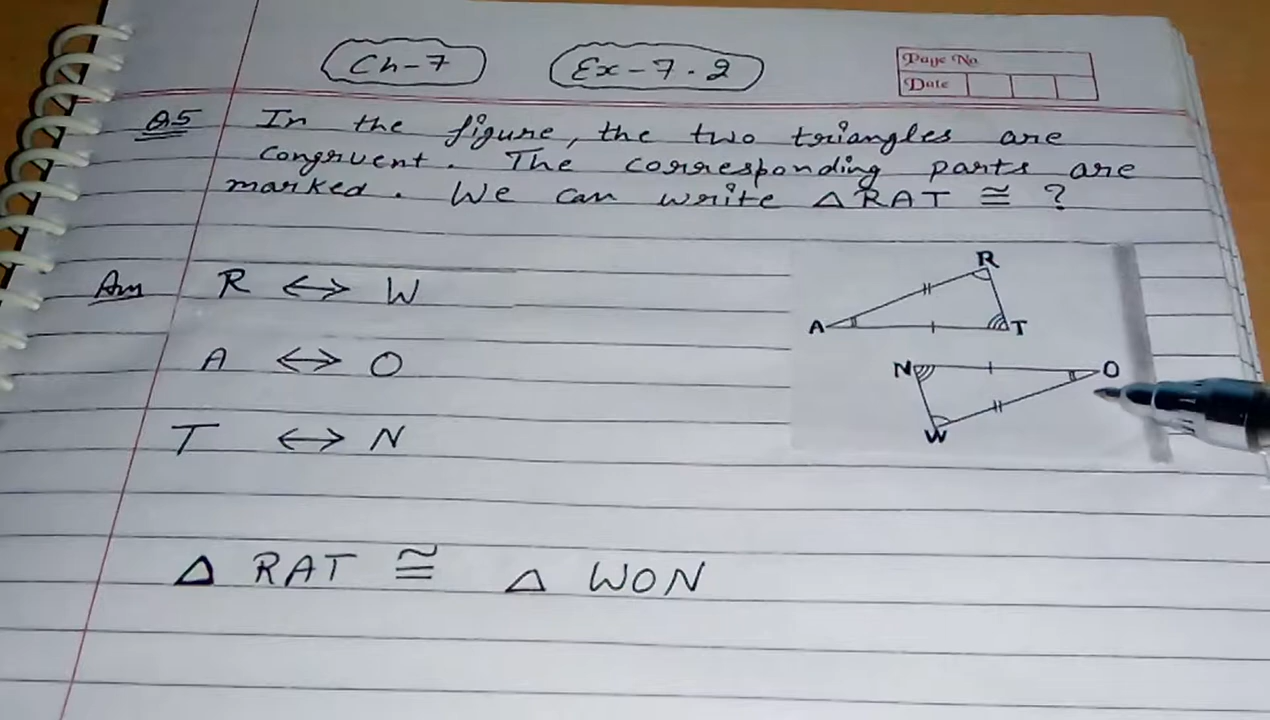 Ch-7 Ex-7.2
Page No.
Date
Q5 In the figure, the two triangles are
congruent. The corresponding parts are
marked. We can write △RAT ≅ ?
Ans R ↔ W
A ↔ O
T ↔ N
R
A T
N O
W
△ RAT ≅ △ WON